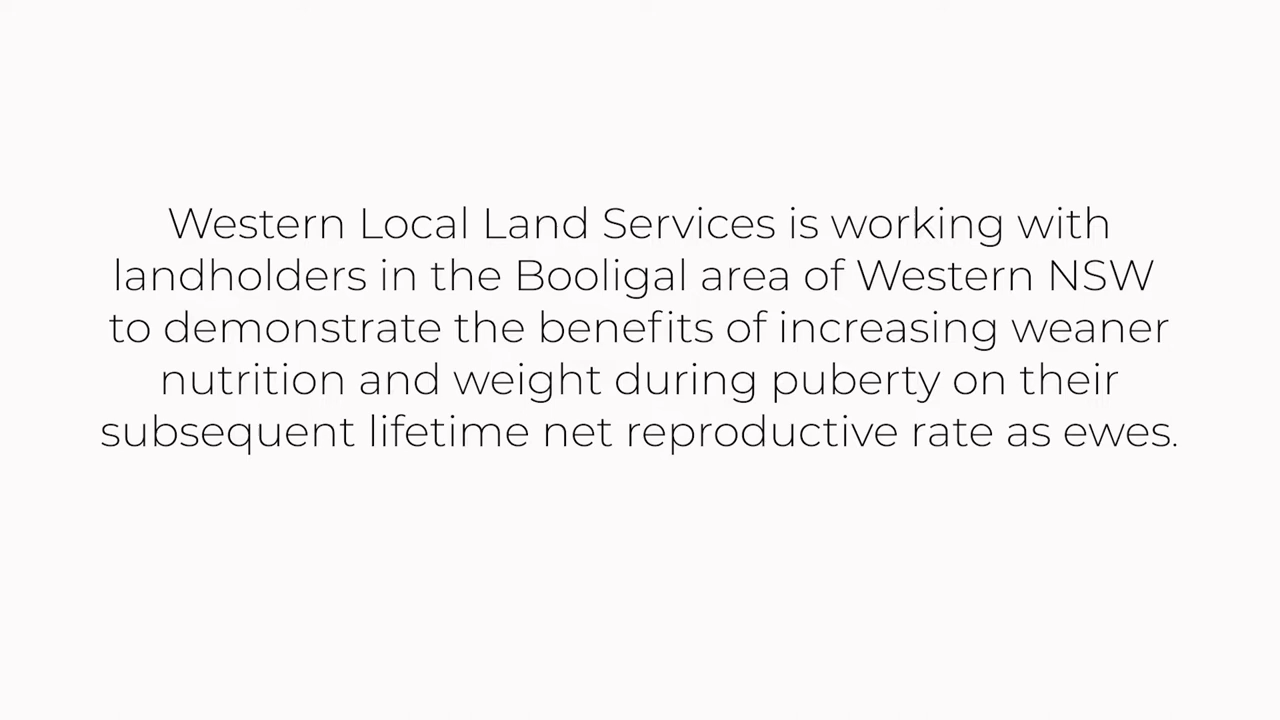 Western Local Land Services is working with
landholders in the Booligal area of Western NSW
to demonstrate the benefits of increasing weaner
nutrition and weight during puberty on their
subsequent lifetime net reproductive rate as ewes.